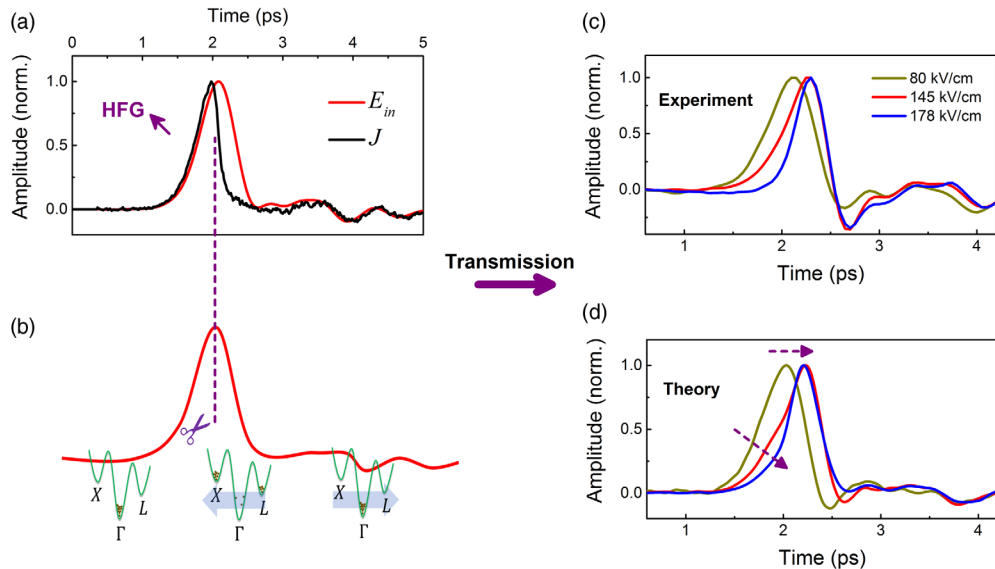 (a)
Time (ps)
0 1 2 3 4 5
Amplitude (norm.)
1.0
0.5
0.0
HFG
E_in
J
(b)
X
L
Γ
X
L
Γ
X
L
Γ
Transmission
(c)
Amplitude (norm.)
1.0
0.5
0.0
Experiment
80 kV/cm
145 kV/cm
178 kV/cm
1 2 3 4
Time (ps)
(d)
Amplitude (norm.)
1.0
0.5
0.0
Theory
1 2 3 4
Time (ps)